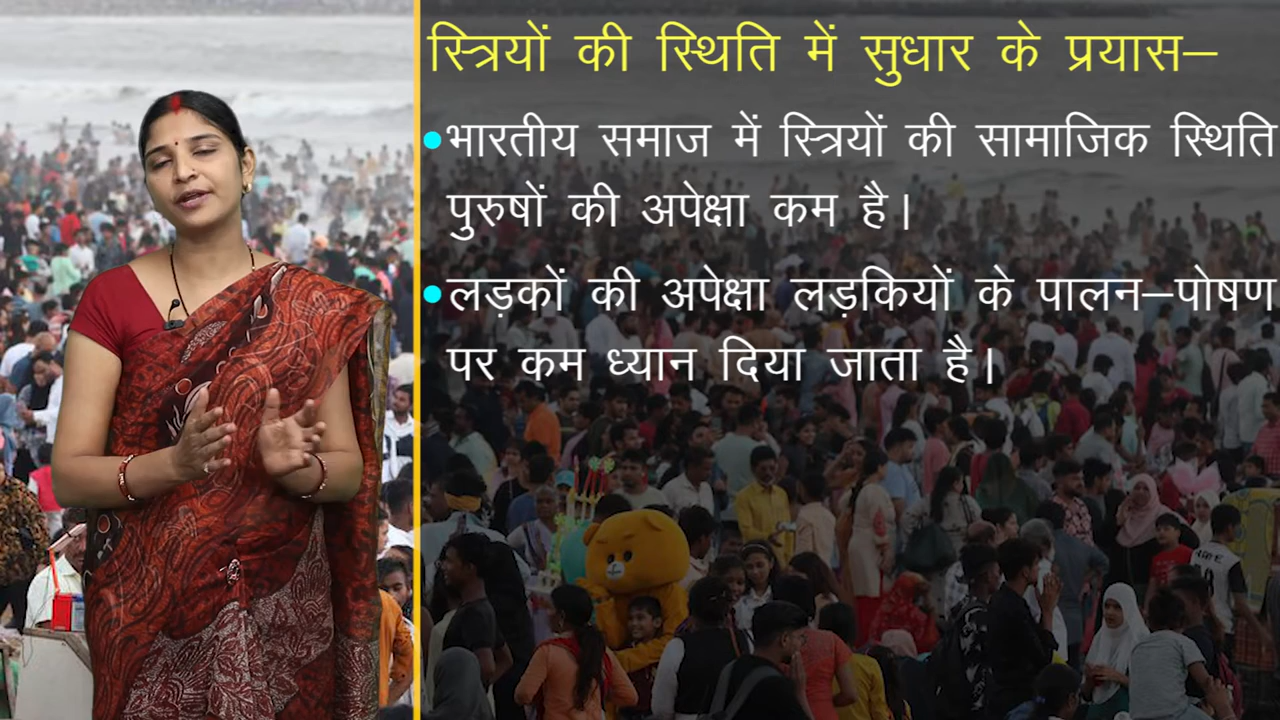 स्त्रियों की स्थिति में सुधार के प्रयास–
•भारतीय समाज में स्त्रियों की सामाजिक स्थिति
पुरुषों की अपेक्षा कम है।
•लड़कों की अपेक्षा लड़कियों के पालन–पोषण
पर कम ध्यान दिया जाता है।